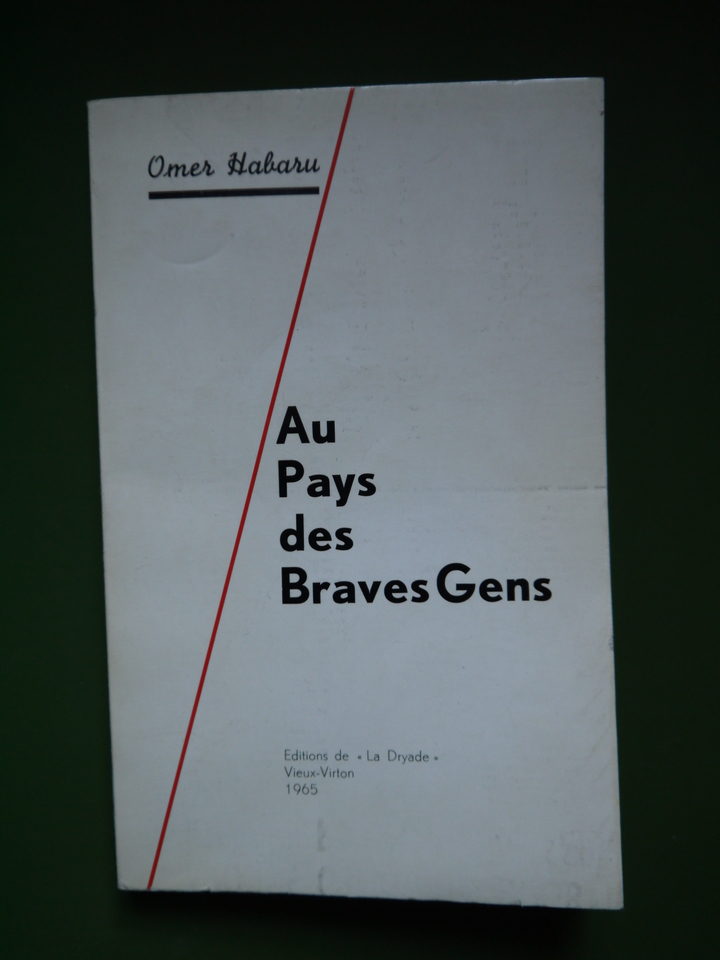 Omer Habaru
Au
Pays
des
Braves Gens
Editions de « La Dryade »
Vieux-Virton
1965